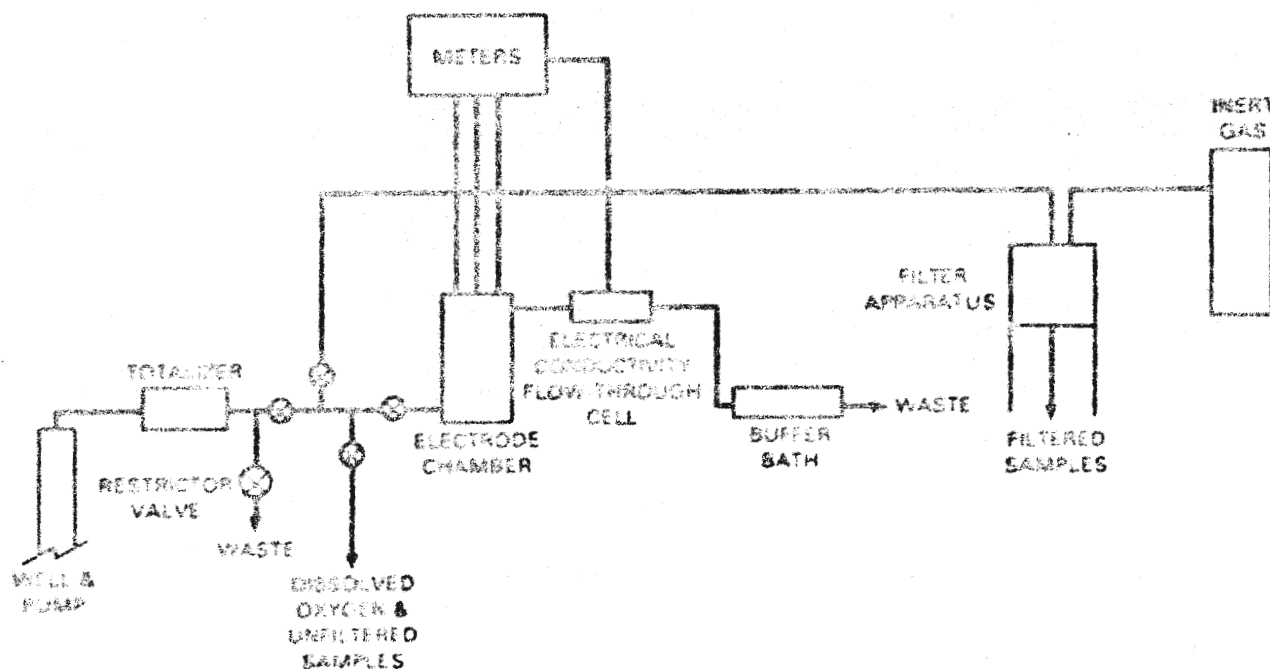 METERS
INERT
GAS
FILTER
APPARATUS
TOTALIZER
ELECTRICAL
CONDUCTIVITY
FLOW-THROUGH
CELL
ELECTRODE
CHAMBER
BUFFER
BATH
WASTE
FILTERED
SAMPLES
RESTRICTOR
VALVE
WASTE
WELL &
PUMP
DISSOLVED
OXYGEN &
UNFILTERED
SAMPLES